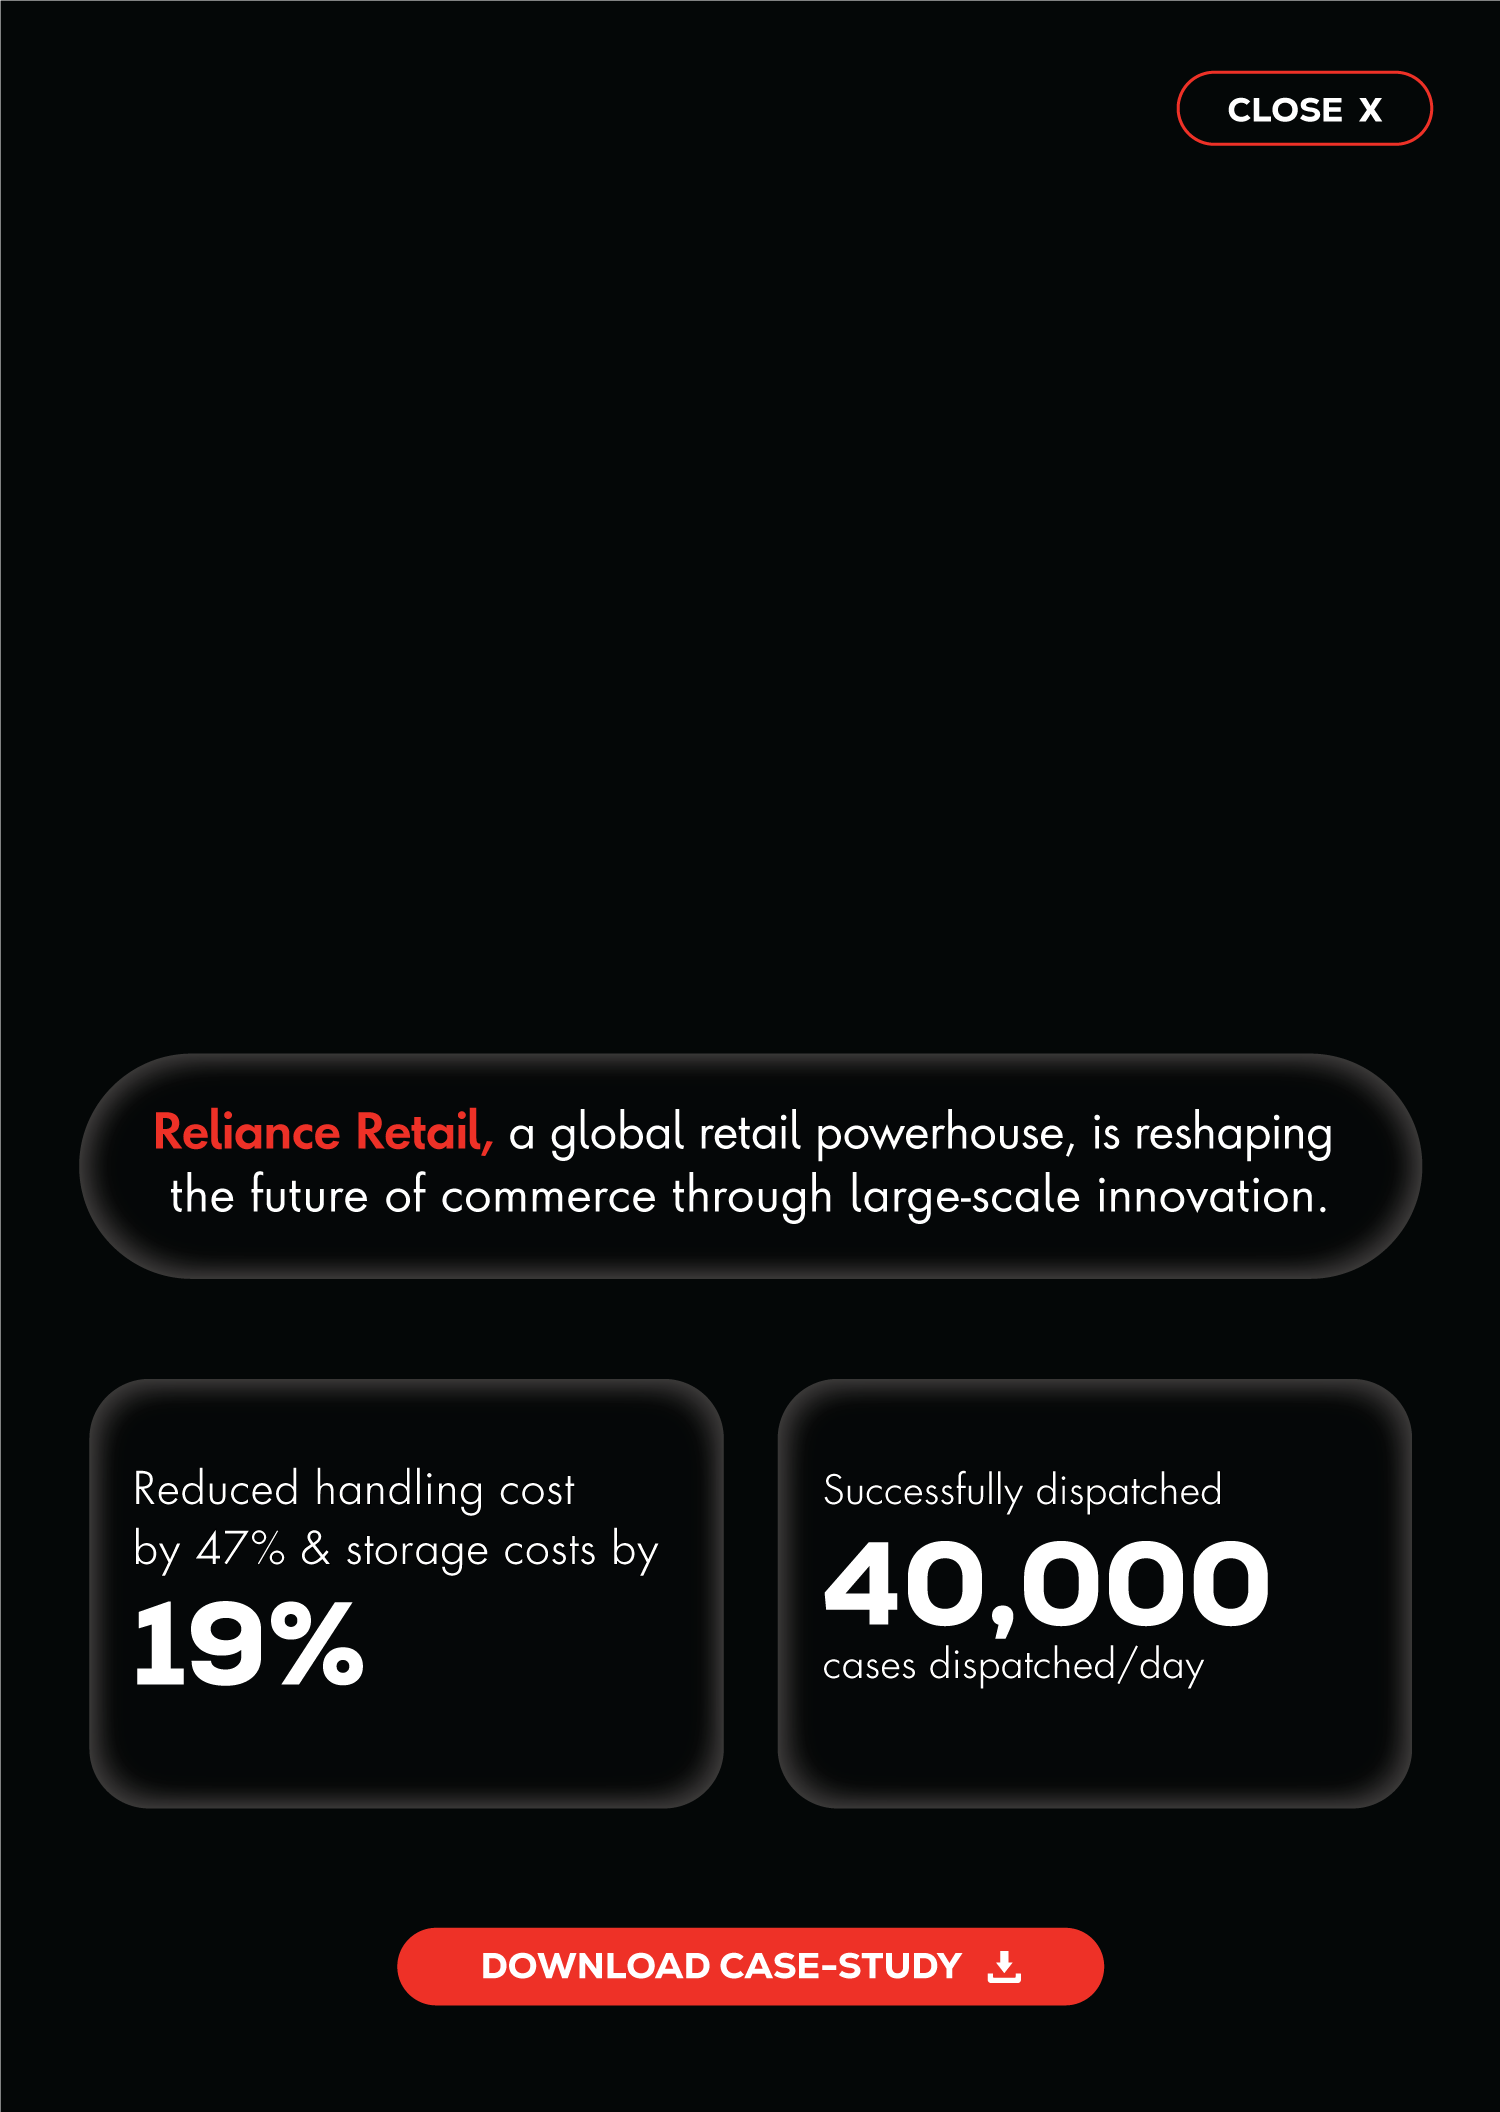 CLOSE X
Reliance Retail, a global retail powerhouse, is reshaping
the future of commerce through large-scale innovation.
Reduced handling cost
by 47% & storage costs by
19%
Successfully dispatched
40,000
cases dispatched/day
DOWNLOAD CASE-STUDY